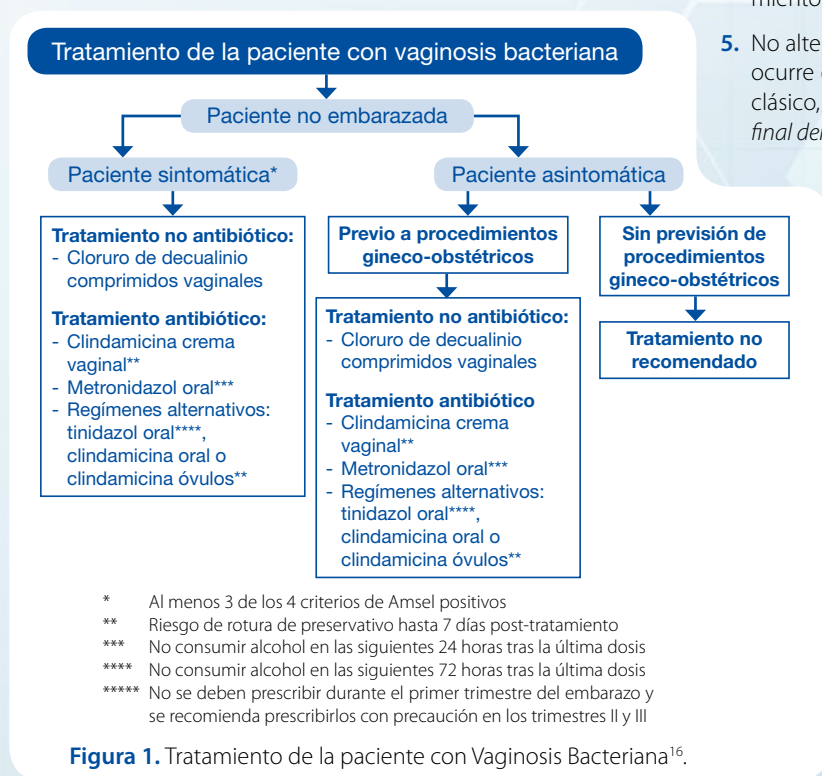 miento
5. No alte
ocurre
clásico,
final del
Tratamiento de la paciente con vaginosis bacteriana
Paciente no embarazada
Paciente sintomática*
Paciente asintomática
Tratamiento no antibiótico:
- Cloruro de decualinio
comprimidos vaginales
Tratamiento antibiótico:
- Clindamicina crema
vaginal**
- Metronidazol oral***
- Regímenes alternativos:
tinidazol oral****,
clindamicina oral o
clindamicina óvulos**
Previo a procedimientos
gineco-obstétricos
Tratamiento no antibiótico:
- Cloruro de decualinio
comprimidos vaginales
Tratamiento antibiótico
- Clindamicina crema
vaginal**
- Metronidazol oral***
- Regímenes alternativos:
tinidazol oral****,
clindamicina oral o
clindamicina óvulos**
Sin previsión de
procedimientos
gineco-obstétricos
Tratamiento no
recomendado
* Al menos 3 de los 4 criterios de Amsel positivos
** Riesgo de rotura de preservativo hasta 7 días post-tratamiento
*** No consumir alcohol en las siguientes 24 horas tras la última dosis
**** No consumir alcohol en las siguientes 72 horas tras la última dosis
***** No se deben prescribir durante el primer trimestre del embarazo y
se recomienda prescribirlos con precaución en los trimestres II y III
Figura 1. Tratamiento de la paciente con Vaginosis Bacteriana16.